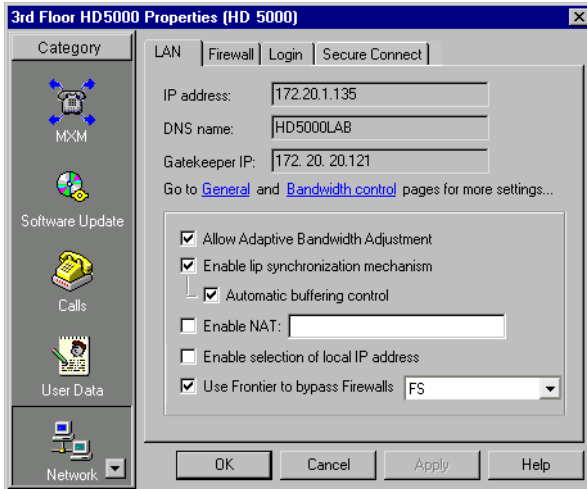 3rd Floor HD5000 Properties (HD 5000)
Category
MXM
Software Update
Calls
User Data
Network
LAN Firewall Login Secure Connect
IP address: 172.20.1.135
DNS name: HD5000LAB
Gatekeeper IP: 172. 20. 20.121
Go to General and Bandwidth control pages for more settings...
Allow Adaptive Bandwidth Adjustment
Enable lip synchronization mechanism
Automatic buffering control
Enable NAT:
Enable selection of local IP address
Use Frontier to bypass Firewalls FS
OK Cancel Apply Help